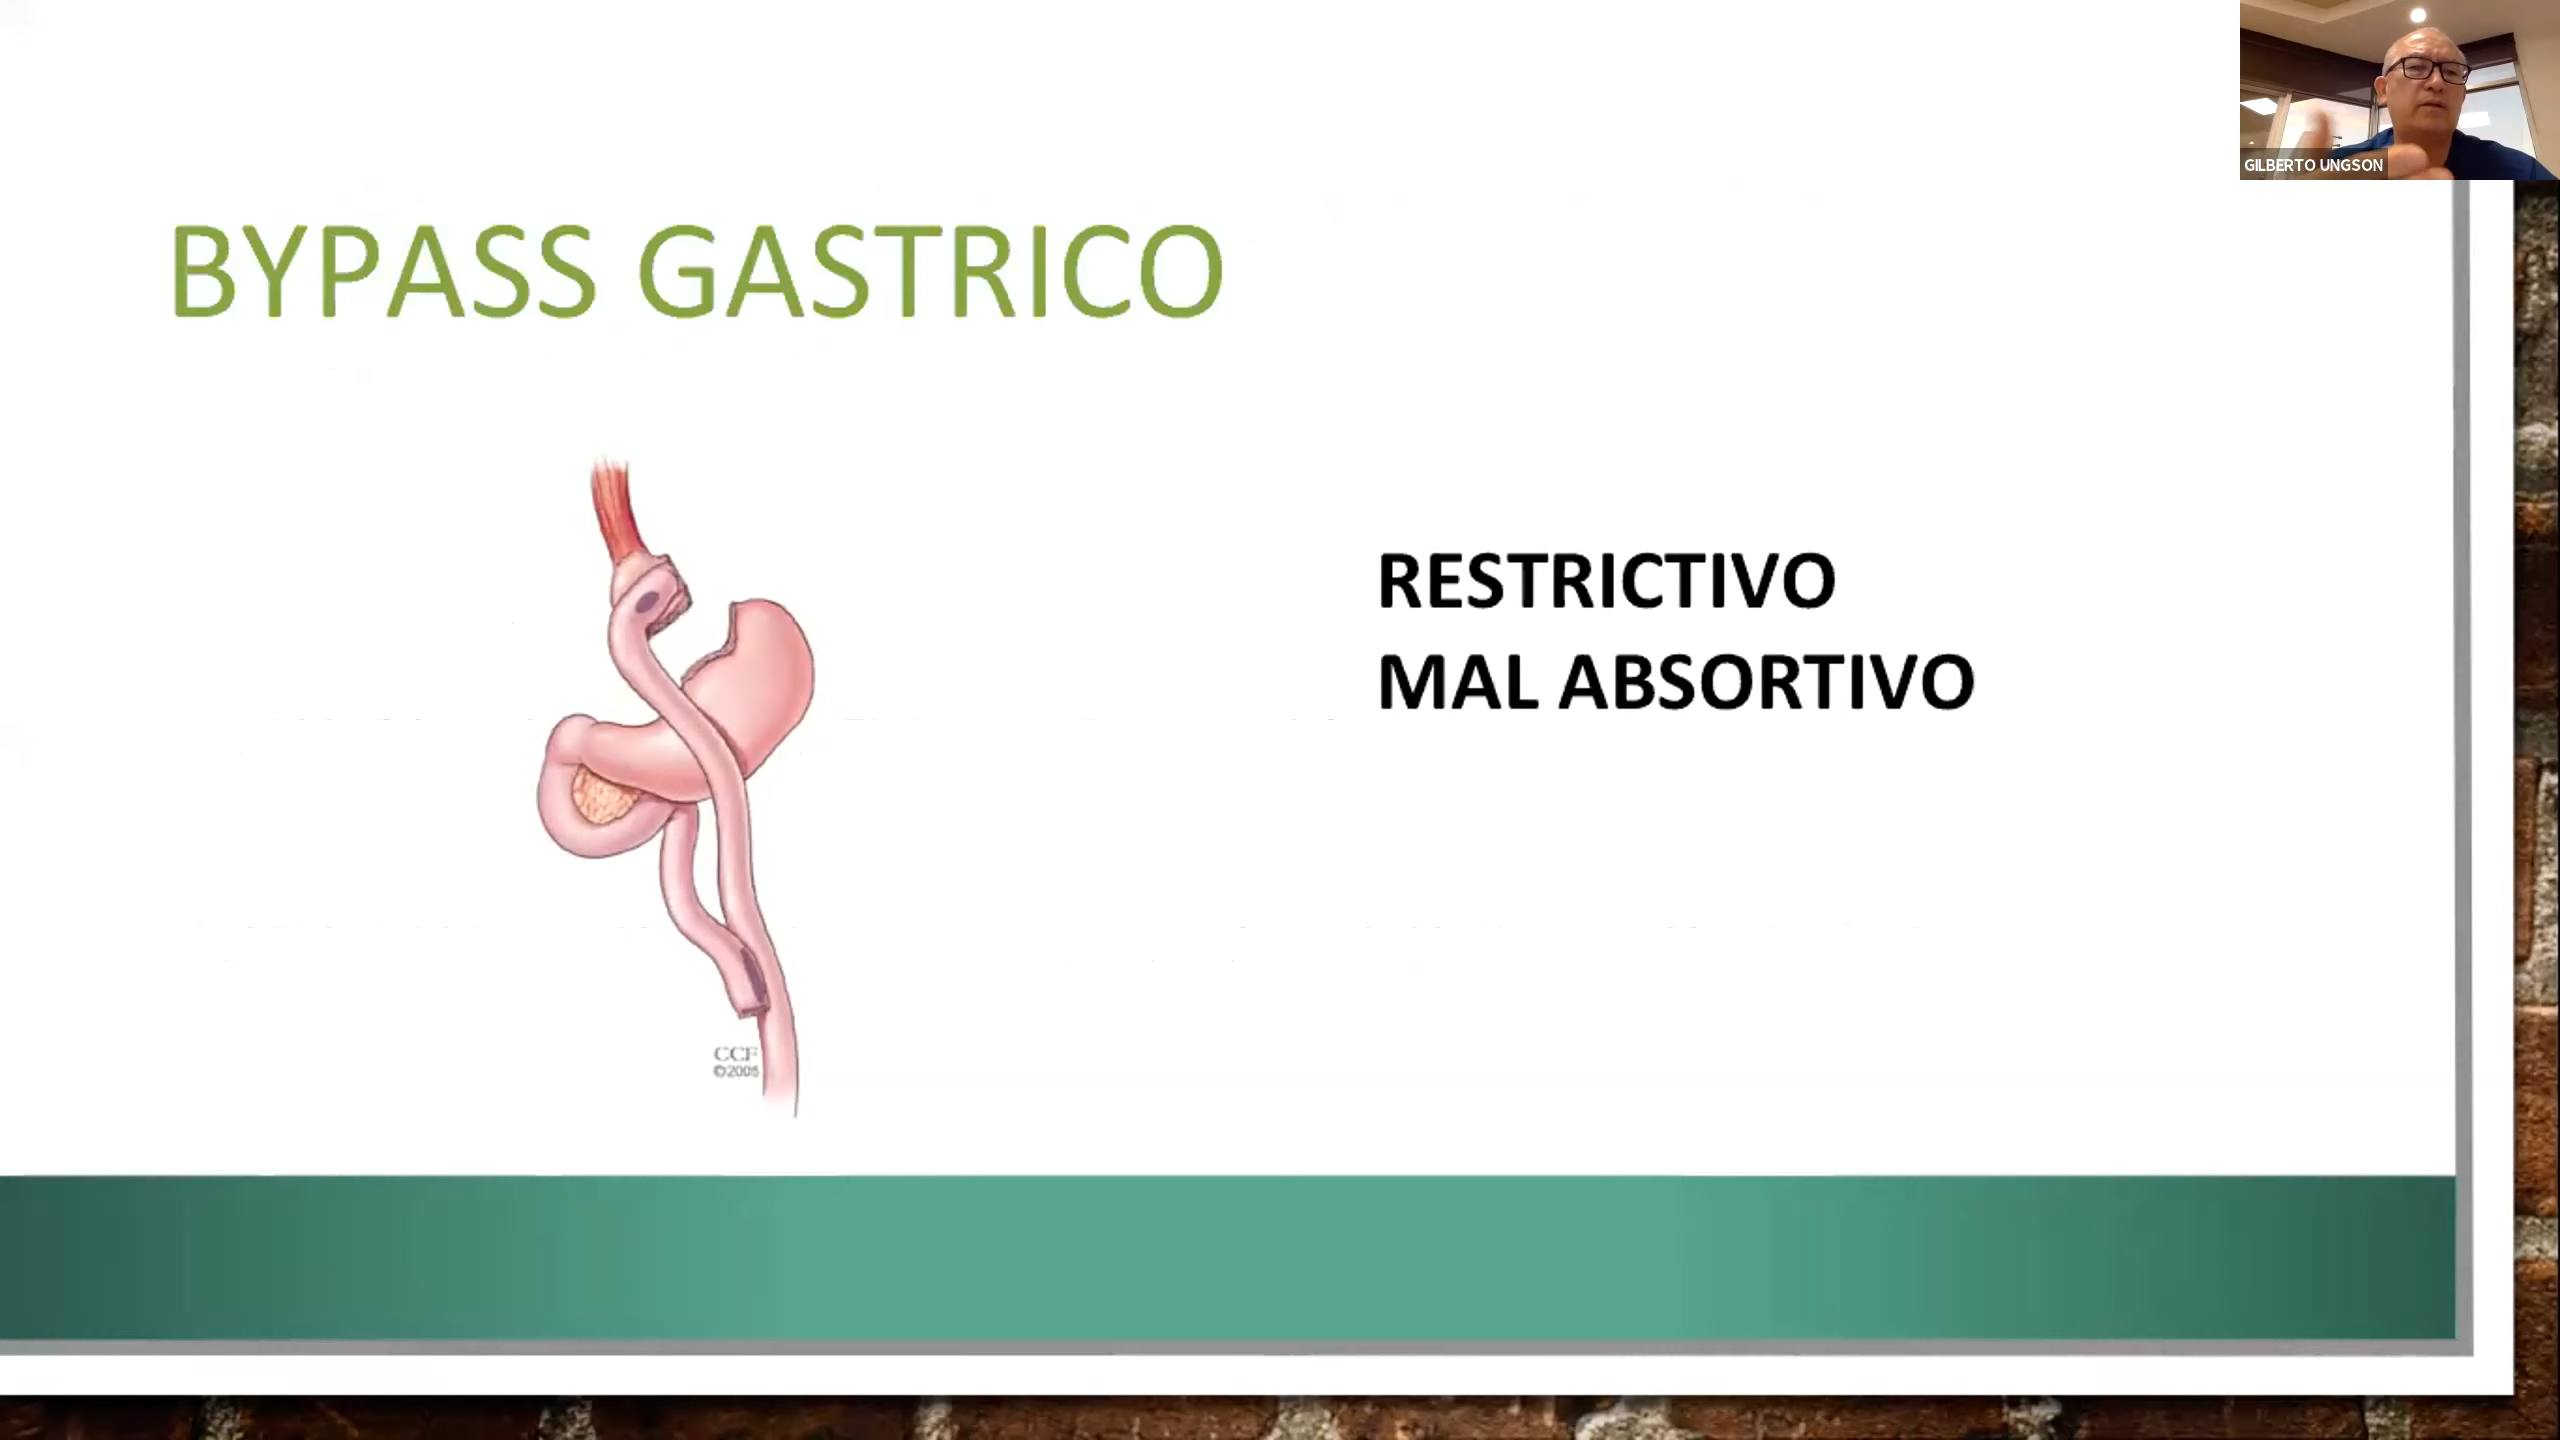 GILBERTO UNGSON
BYPASS GASTRICO
RESTRICTIVO
MAL ABSORTIVO
CCF
©2005